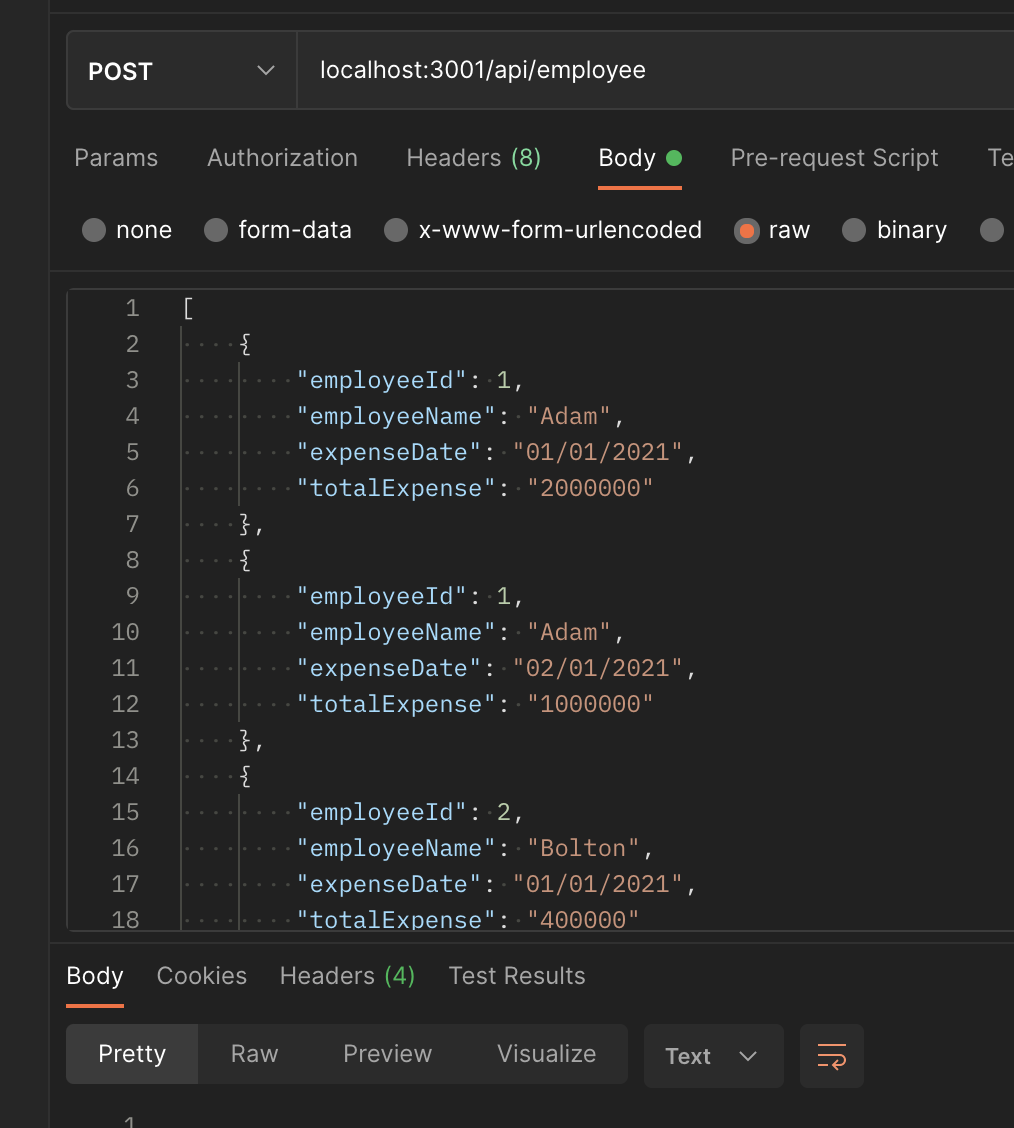 POST localhost:3001/api/employee
Params Authorization Headers (8) Body Pre-request Script Te
none form-data x-www-form-urlencoded raw binary
1 [
2 {
3 "employeeId": 1,
4 "employeeName": "Adam",
5 "expenseDate": "01/01/2021",
6 "totalExpense": "2000000"
7 },
8 {
9 "employeeId": 1,
10 "employeeName": "Adam",
11 "expenseDate": "02/01/2021",
12 "totalExpense": "1000000"
13 },
14 {
15 "employeeId": 2,
16 "employeeName": "Bolton",
17 "expenseDate": "01/01/2021",
18 "totalExpense": "400000"
Body Cookies Headers (4) Test Results
Pretty Raw Preview Visualize Text
1